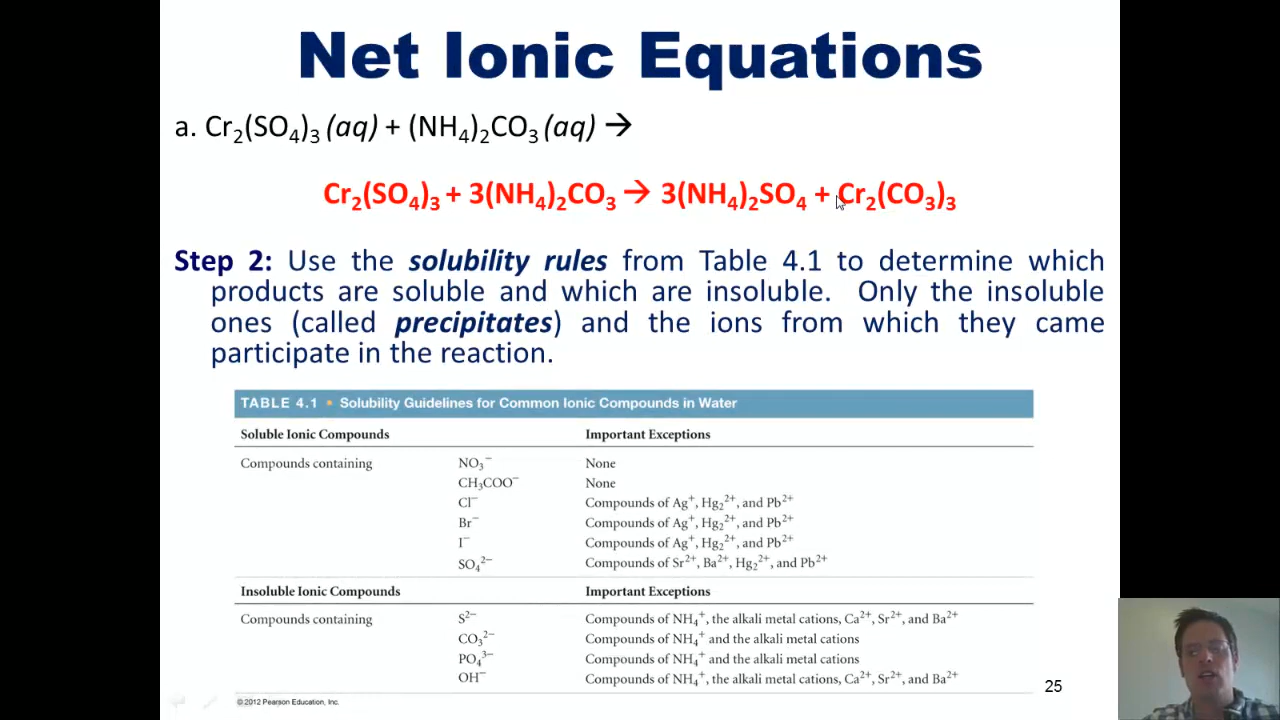 Net Ionic Equations
a. Cr₂(SO₄)₃ (aq) + (NH₄)₂CO₃ (aq) →
Cr₂(SO₄)₃ + 3(NH₄)₂CO₃ → 3(NH₄)₂SO₄ + Cr₂(CO₃)₃
Step 2: Use the solubility rules from Table 4.1 to determine which
products are soluble and which are insoluble. Only the insoluble
ones (called precipitates) and the ions from which they came
participate in the reaction.
TABLE 4.1 • Solubility Guidelines for Common Ionic Compounds in Water
Soluble Ionic Compounds Important Exceptions
Compounds containing NO₃⁻ None
CH₃COO⁻ None
Cl⁻ Compounds of Ag⁺, Hg₂²⁺, and Pb²⁺
Br⁻ Compounds of Ag⁺, Hg₂²⁺, and Pb²⁺
I⁻ Compounds of Ag⁺, Hg₂²⁺, and Pb²⁺
SO₄²⁻ Compounds of Sr²⁺, Ba²⁺, Hg₂²⁺, and Pb²⁺
Insoluble Ionic Compounds Important Exceptions
Compounds containing S²⁻ Compounds of NH₄⁺, the alkali metal cations, Ca²⁺, Sr²⁺, and Ba²⁺
CO₃²⁻ Compounds of NH₄⁺ and the alkali metal cations
PO₄³⁻ Compounds of NH₄⁺ and the alkali metal cations
OH⁻ Compounds of NH₄⁺, the alkali metal cations, Ca²⁺, Sr²⁺, and Ba²⁺
©2012 Pearson Education, Inc.
25